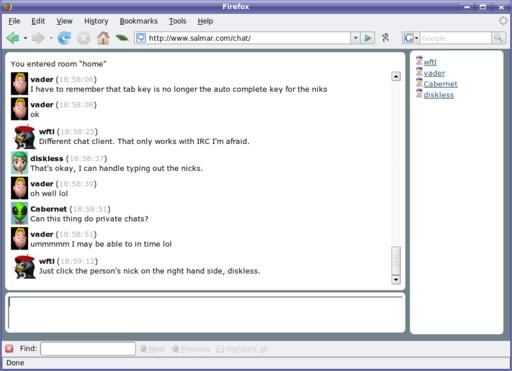 Firefox
File Edit View History Bookmarks Tools Help
http://www.salmar.com/chat/
Google
You entered room "home"
vader (18:58:06)
I have to remember that tab key is no longer the auto complete key for the niks
vader (18:58:08)
ok
wftl (18:58:25)
Different chat client. That only works with IRC I'm afraid.
diskless (18:58:37)
That's okay, I can handle typing out the nicks.
vader (18:58:39)
oh well lol
Cabernet (18:58:51)
Can this thing do private chats?
vader (18:58:51)
ummmmm I may be able to in time lol
wftl (18:59:12)
Just click the person's nick on the right hand side, diskless.
wftl
vader
Cabernet
diskless
Find: Next Previous Highlight all
Done